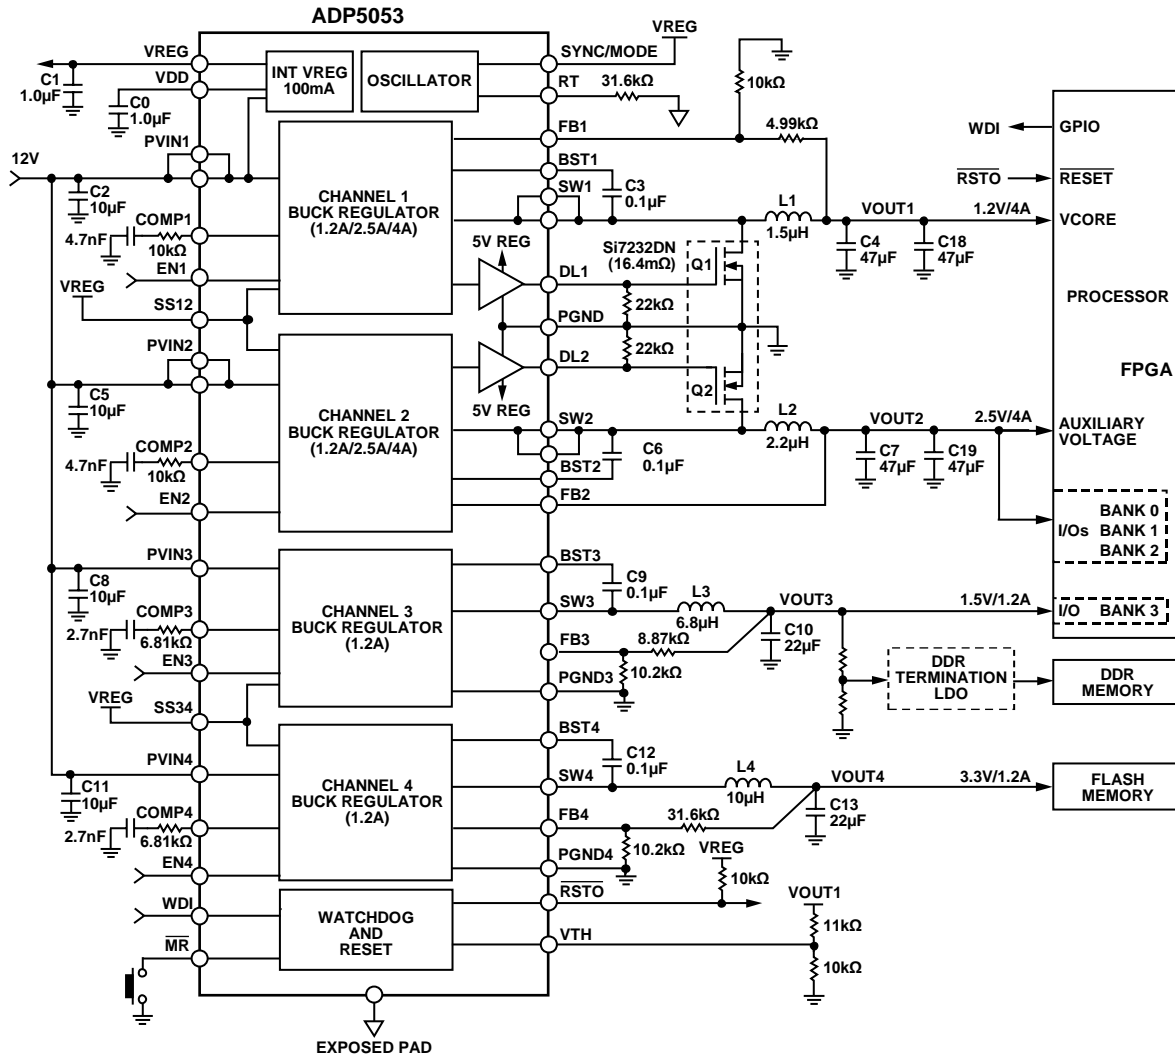 ADP5053
VREG
C1
1.0µF
VDD
C0
1.0µF
INT VREG
100mA
OSCILLATOR
SYNC/MODE
VREG
RT
31.6kΩ
10kΩ
FB1
4.99kΩ
PVIN1
12V
C2
10µF
COMP1
4.7nF
10kΩ
EN1
VREG
SS12
CHANNEL 1
BUCK REGULATOR
(1.2A/2.5A/4A)
BST1
C3
0.1µF
SW1
L1
1.5µH
VOUT1
1.2V/4A
C4
47µF
C18
47µF
5V REG
Si7232DN
(16.4mΩ)
Q1
DL1
22kΩ
PGND
22kΩ
DL2
Q2
5V REG
PVIN2
C5
10µF
COMP2
4.7nF
10kΩ
EN2
CHANNEL 2
BUCK REGULATOR
(1.2A/2.5A/4A)
SW2
L2
2.2µH
VOUT2
2.5V/4A
C6
0.1µF
BST2
FB2
C7
47µF
C19
47µF
WDI
GPIO
RSTO
RESET
VCORE
PROCESSOR
FPGA
AUXILIARY
VOLTAGE
BANK 0
I/Os BANK 1
BANK 2
I/O BANK 3
PVIN3
C8
10µF
COMP3
2.7nF
6.81kΩ
EN3
VREG
SS34
CHANNEL 3
BUCK REGULATOR
(1.2A)
BST3
C9
0.1µF
SW3
L3
6.8µH
VOUT3
1.5V/1.2A
FB3
8.87kΩ
C10
22µF
10.2kΩ
PGND3
DDR
TERMINATION
LDO
DDR
MEMORY
PVIN4
C11
10µF
COMP4
2.7nF
6.81kΩ
EN4
CHANNEL 4
BUCK REGULATOR
(1.2A)
BST4
C12
0.1µF
SW4
L4
10µH
VOUT4
3.3V/1.2A
FLASH
MEMORY
FB4
31.6kΩ
C13
22µF
10.2kΩ
PGND4
VREG
10kΩ
RSTO
WDI
MR
WATCHDOG
AND
RESET
VTH
VOUT1
11kΩ
10kΩ
EXPOSED PAD